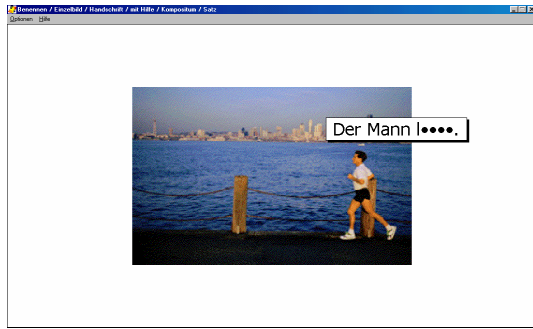 Benennen / Einzelbild / Handschrift / mit Hilfe / Kompositum / Satz
Optionen Hilfe
Der Mann l●●●●.